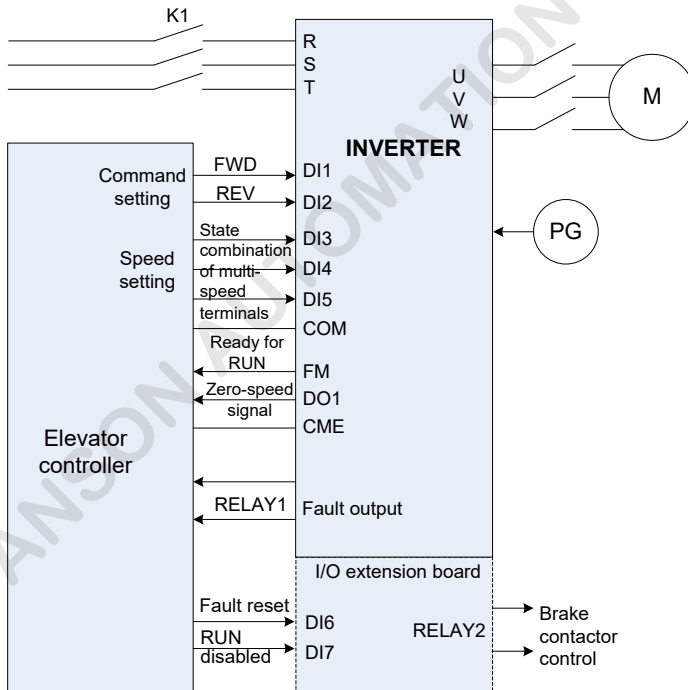 K1
R
S
T
U
V
W
M
INVERTER
Command
setting
FWD
REV
DI1
DI2
PG
Speed
setting
State
combination
of multi-
speed
terminals
DI3
DI4
DI5
COM
Ready for
RUN
FM
Zero-speed
signal
DO1
CME
Elevator
controller
RELAY1
Fault output
I/O extension board
Fault reset
DI6
RUN
disabled
DI7
RELAY2
Brake
contactor
control
ANSON AUTOMATION